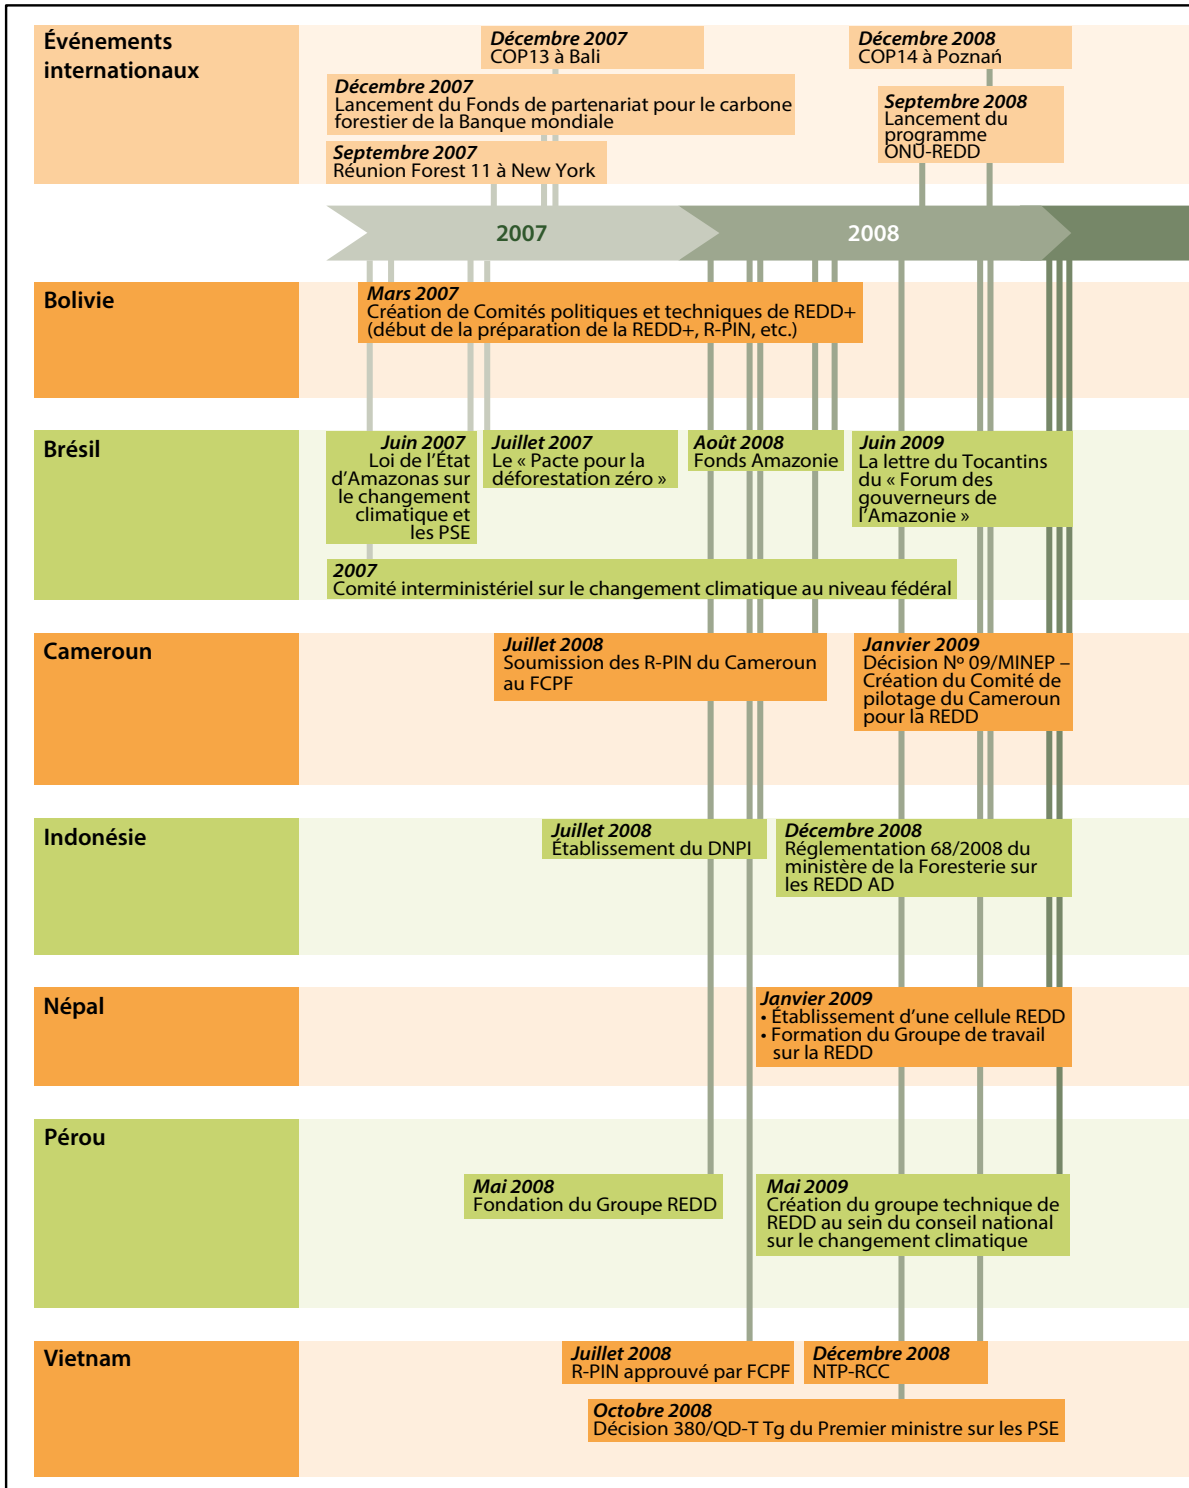 Événements
internationaux
Décembre 2007
COP13 à Bali
Décembre 2007
Lancement du Fonds de partenariat pour le carbone
forestier de la Banque mondiale
Septembre 2007
Réunion Forest 11 à New York
Décembre 2008
COP14 à Poznań
Septembre 2008
Lancement du
programme
ONU-REDD
2007
2008
Bolivie
Mars 2007
Création de Comités politiques et techniques de REDD+
(début de la préparation de la REDD+, R-PIN, etc.)
Brésil
Juin 2007
Loi de l’État
d’Amazonas sur
le changement
climatique et
les PSE
Juillet 2007
Le « Pacte pour la
déforestation zéro »
Août 2008
Fonds Amazonie
Juin 2009
La lettre du Tocantins
du « Forum des
gouverneurs de
l’Amazonie »
2007
Comité interministériel sur le changement climatique au niveau fédéral
Cameroun
Juillet 2008
Soumission des R-PIN du Cameroun
au FCPF
Janvier 2009
Décision Nº 09/MINEP –
Création du Comité de
pilotage du Cameroun
pour la REDD
Indonésie
Juillet 2008
Établissement du DNPI
Décembre 2008
Réglementation 68/2008 du
ministère de la Foresterie sur
les REDD AD
Népal
Janvier 2009
• Établissement d’une cellule REDD
• Formation du Groupe de travail
sur la REDD
Pérou
Mai 2008
Fondation du Groupe REDD
Mai 2009
Création du groupe technique de
REDD au sein du conseil national
sur le changement climatique
Vietnam
Juillet 2008
R-PIN approuvé par FCPF
Décembre 2008
NTP-RCC
Octobre 2008
Décision 380/QD-T Tg du Premier ministre sur les PSE